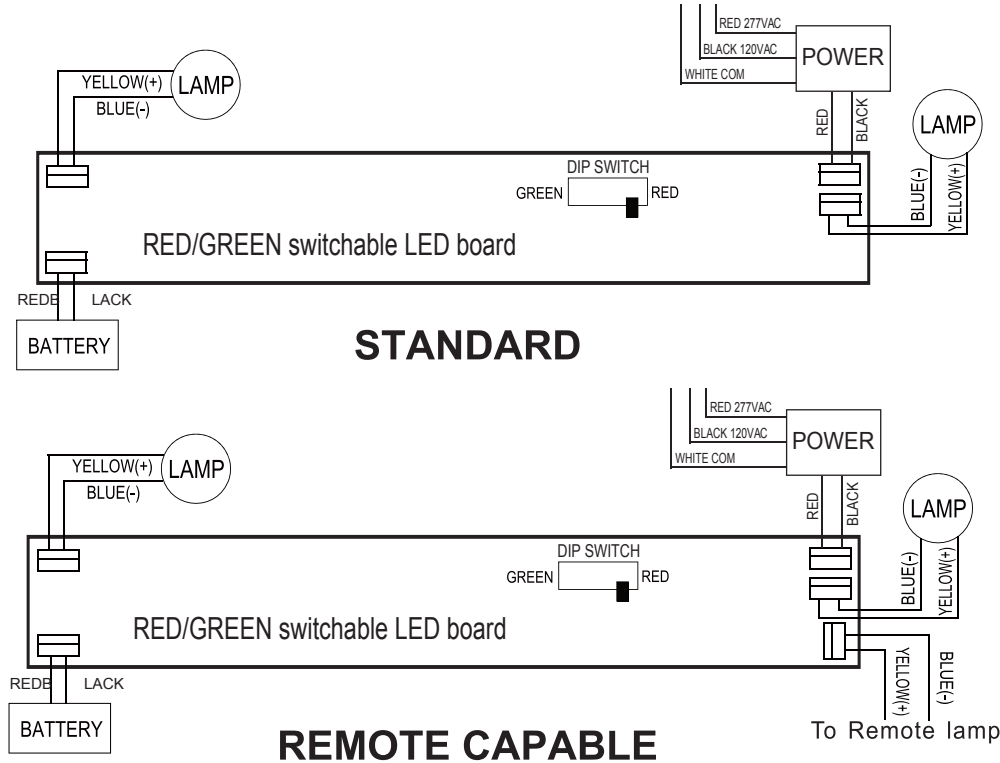 RED 277VAC
BLACK 120VAC
WHITE COM
POWER
YELLOW(+)
BLUE(-)
LAMP
RED
BLACK
LAMP
BLUE(-)
YELLOW(+)
DIP SWITCH
GREEN
RED
RED/GREEN switchable LED board
REDB LACK
BATTERY
STANDARD
RED 277VAC
BLACK 120VAC
WHITE COM
POWER
YELLOW(+)
BLUE(-)
LAMP
RED
BLACK
LAMP
BLUE(-)
YELLOW(+)
DIP SWITCH
GREEN
RED
RED/GREEN switchable LED board
YELLOW(+)
BLUE(-)
To Remote lamp
REDB LACK
BATTERY
REMOTE CAPABLE